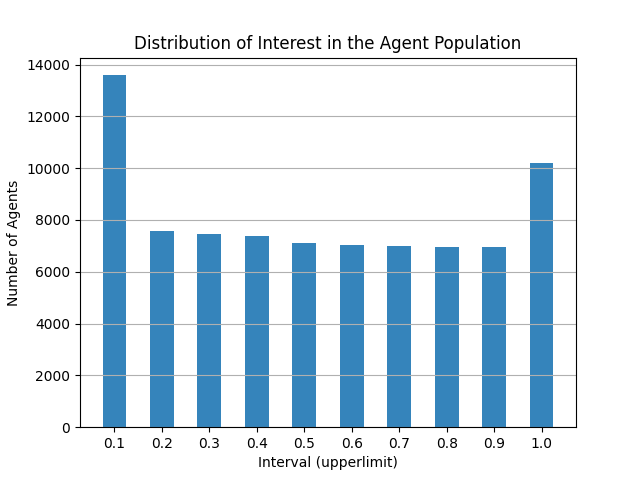 Distribution of Interest in the Agent Population
14000
12000
10000
8000
6000
4000
2000
0
Number of Agents
0.1 0.2 0.3 0.4 0.5 0.6 0.7 0.8 0.9 1.0
Interval (upperlimit)